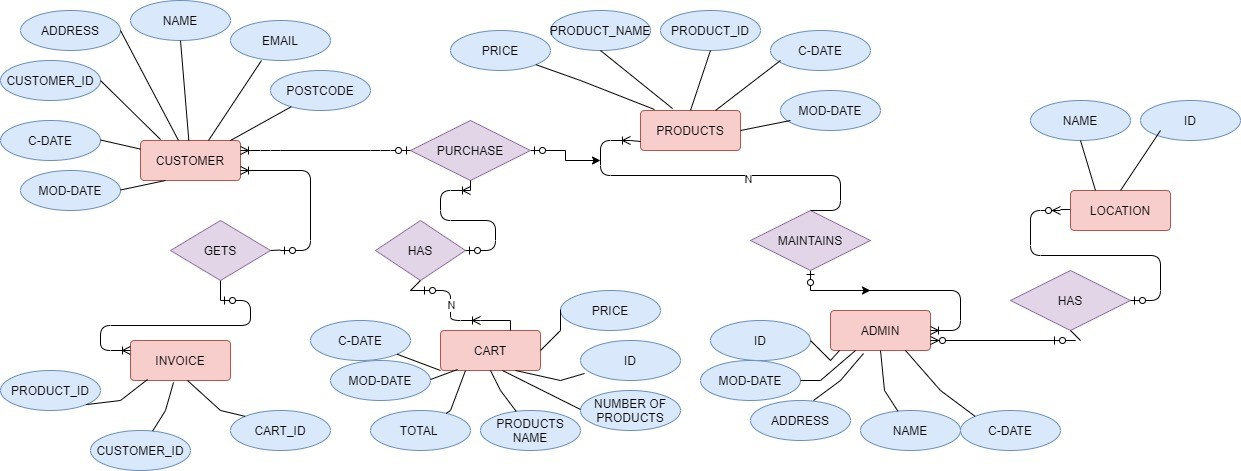 ADDRESS
NAME
EMAIL
CUSTOMER_ID
POSTCODE
C-DATE
MOD-DATE
CUSTOMER
PRICE
PRODUCT_NAME
PRODUCT_ID
C-DATE
MOD-DATE
PRODUCTS
PURCHASE
NAME
ID
LOCATION
GETS
HAS
N
MAINTAINS
HAS
N
INVOICE
PRODUCT_ID
CUSTOMER_ID
CART_ID
C-DATE
MOD-DATE
CART
PRICE
ID
NUMBER OF
PRODUCTS
TOTAL
PRODUCTS
NAME
ADMIN
ID
MOD-DATE
ADDRESS
NAME
C-DATE